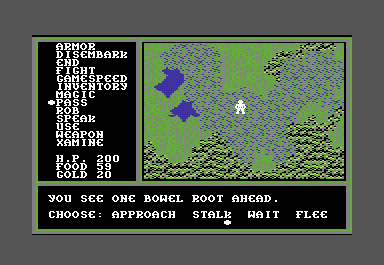 ARMOR
DISEMBARK
END
FIGHT
GAMESPEED
INVENTORY
MAGIC
PASS
ROB
SPEAK
USE
WEAPON
XAMINE
H.P. 200
FOOD 59
GOLD 20
YOU SEE ONE BOWEL ROOT AHEAD.
CHOOSE: APPROACH STALK WAIT FLEE